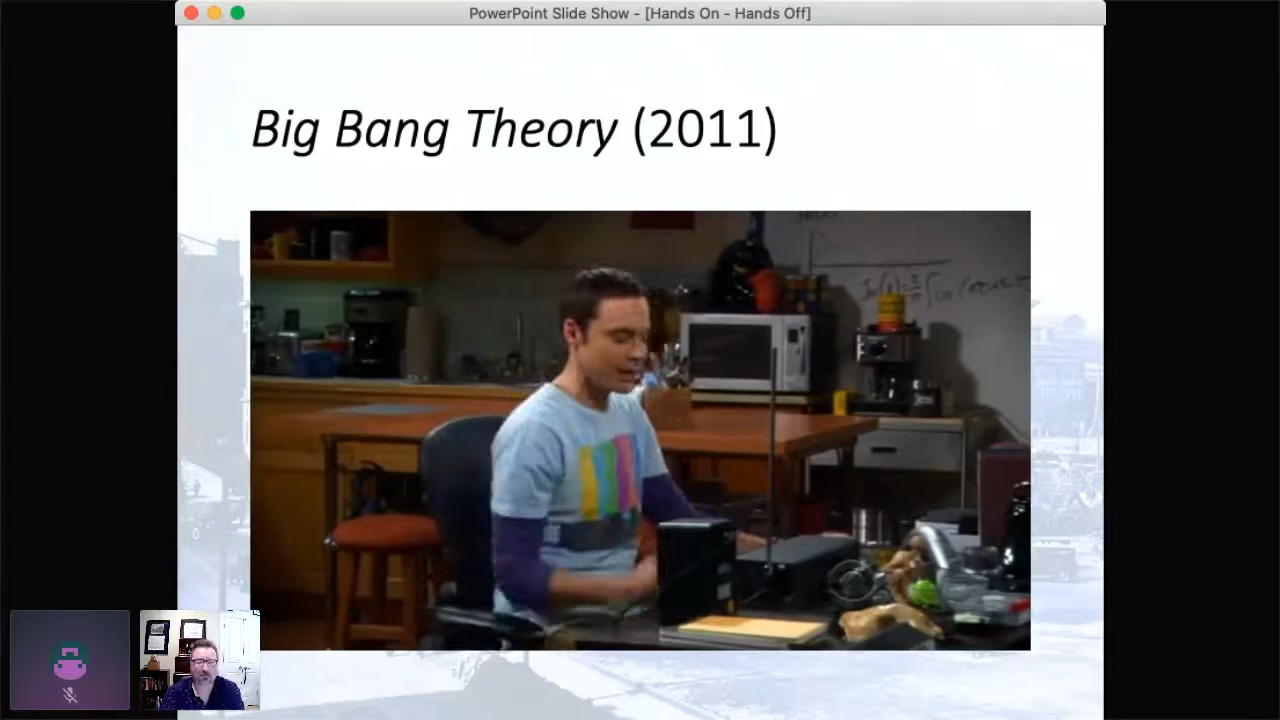 PowerPoint Slide Show - [Hands On - Hands Off]
Big Bang Theory (2011)